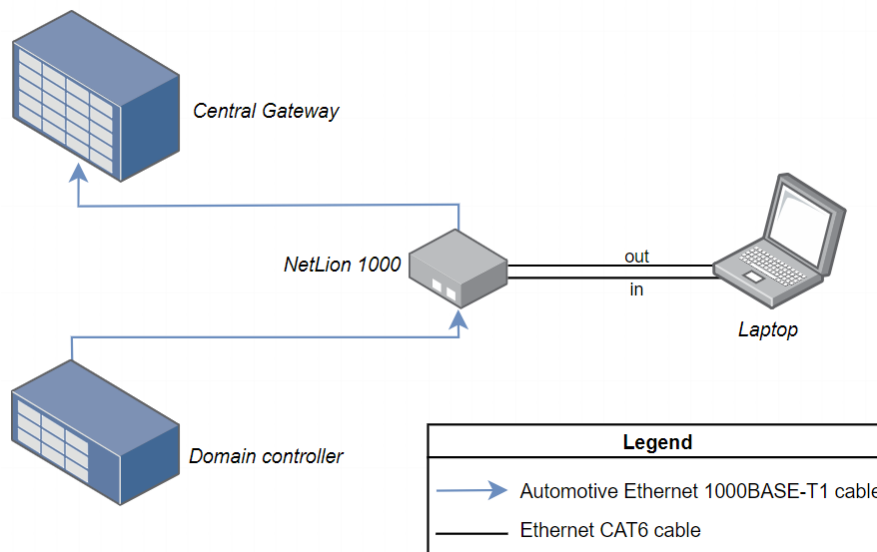 Central Gateway
NetLion 1000
out
in
Laptop
Domain controller
Legend
Automotive Ethernet 1000BASE-T1 cable
Ethernet CAT6 cable